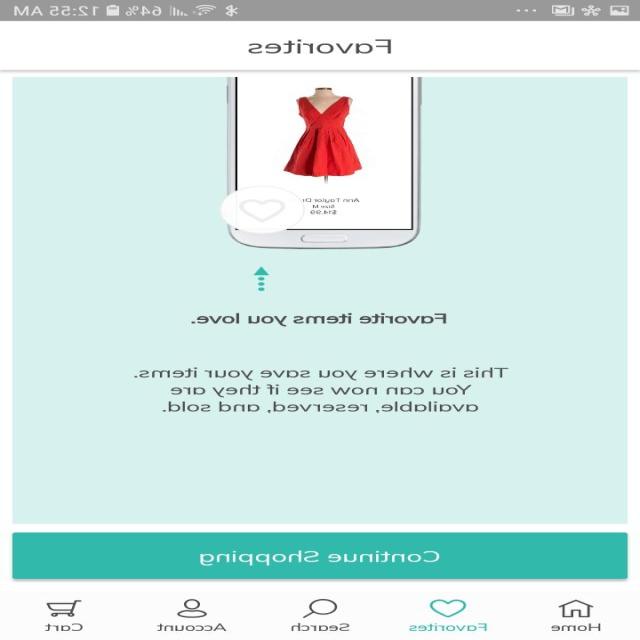 64% 12:55 AM
Favorites
Ann Taylor Dr
Size M
$14.99
Favorite items you love.
This is where you save your items.
You can now see if they are
available, reserved, and, sold.
Continue Shopping
Home Favorites Search Account Cart